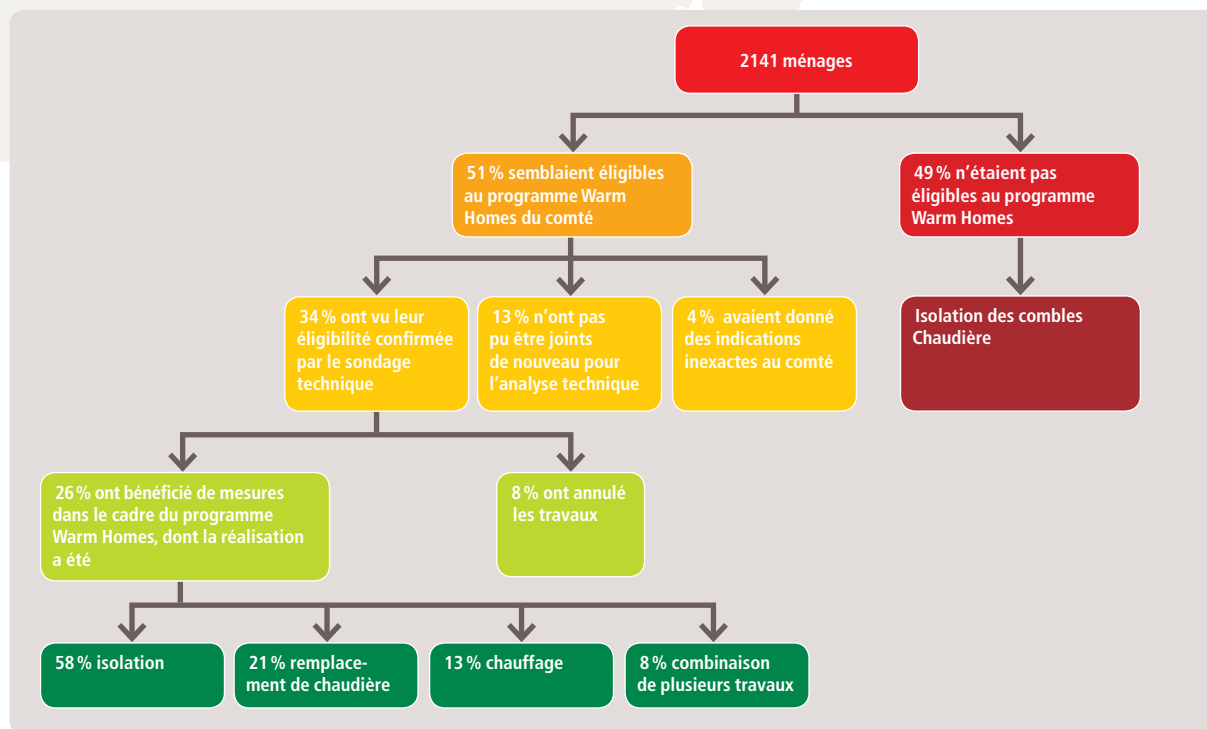 2141 ménages
51 % semblaient éligibles
au programme Warm
Homes du comté
49 % n’étaient pas
éligibles au programme
Warm Homes
34 % ont vu leur
éligibilité confirmée
par le sondage
technique
13 % n’ont pas
pu être joints
de nouveau pour
l’analyse technique
4 % avaient donné
des indications
inexactes au comté
Isolation des combles
Chaudière
26 % ont bénéficié de mesures
dans le cadre du programme
Warm Homes, dont la réalisation
a été
8 % ont annulé
les travaux
58 % isolation
21 % remplace-
ment de chaudière
13 % chauffage
8 % combinaison
de plusieurs travaux